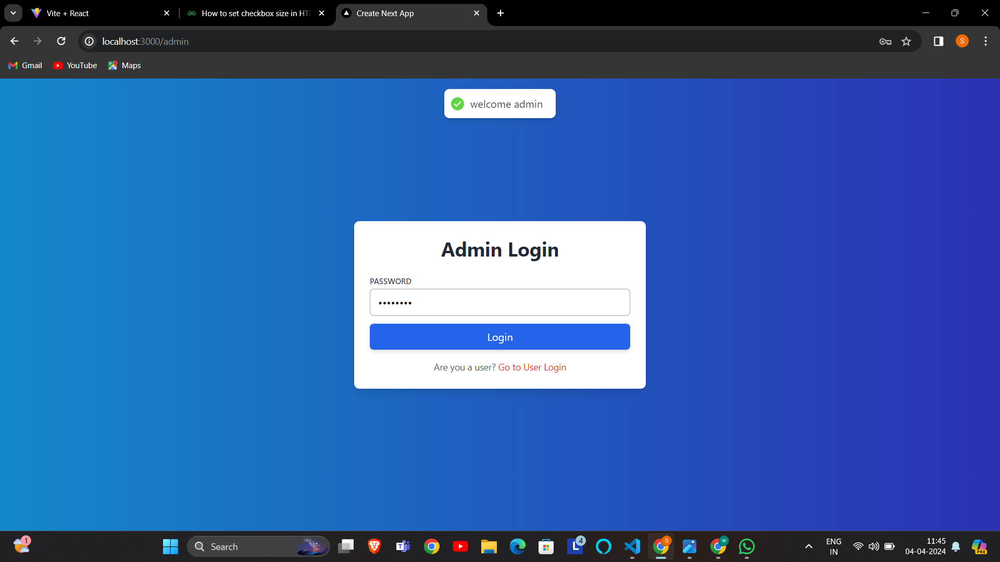 Vite + React
How to set checkbox size in HT
Create Next App
localhost:3000/admin
S
Gmail
YouTube
Maps
welcome admin
Admin Login
PASSWORD
••••••••
Login
Are you a user? Go to User Login
1
Search
T
L
4
S
W
ENG
IN
11:45
04-04-2024
PRE